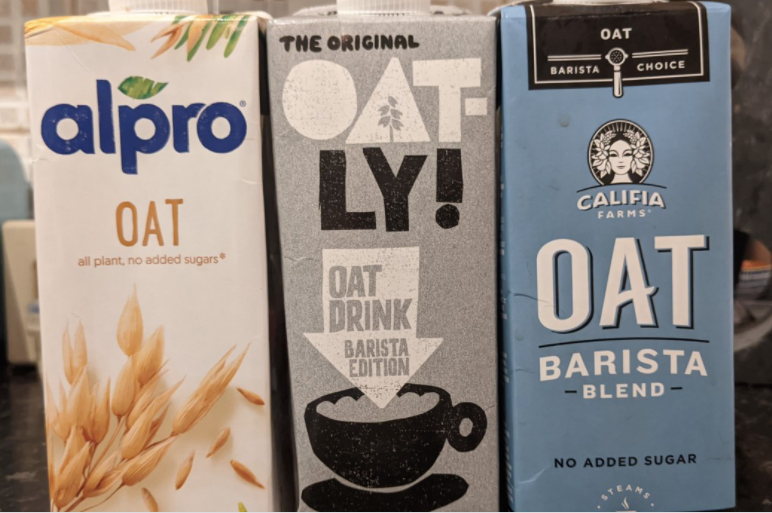 alpro®
OAT
all plant, no added sugars®
THE ORIGINAL
OAT-
LY!
OAT
DRINK
BARISTA
EDITION
OAT
BARISTA CHOICE
CALIFIA
FARMS®
OAT
BARISTA
-BLEND-
NO ADDED SUGAR
• STEAMS •